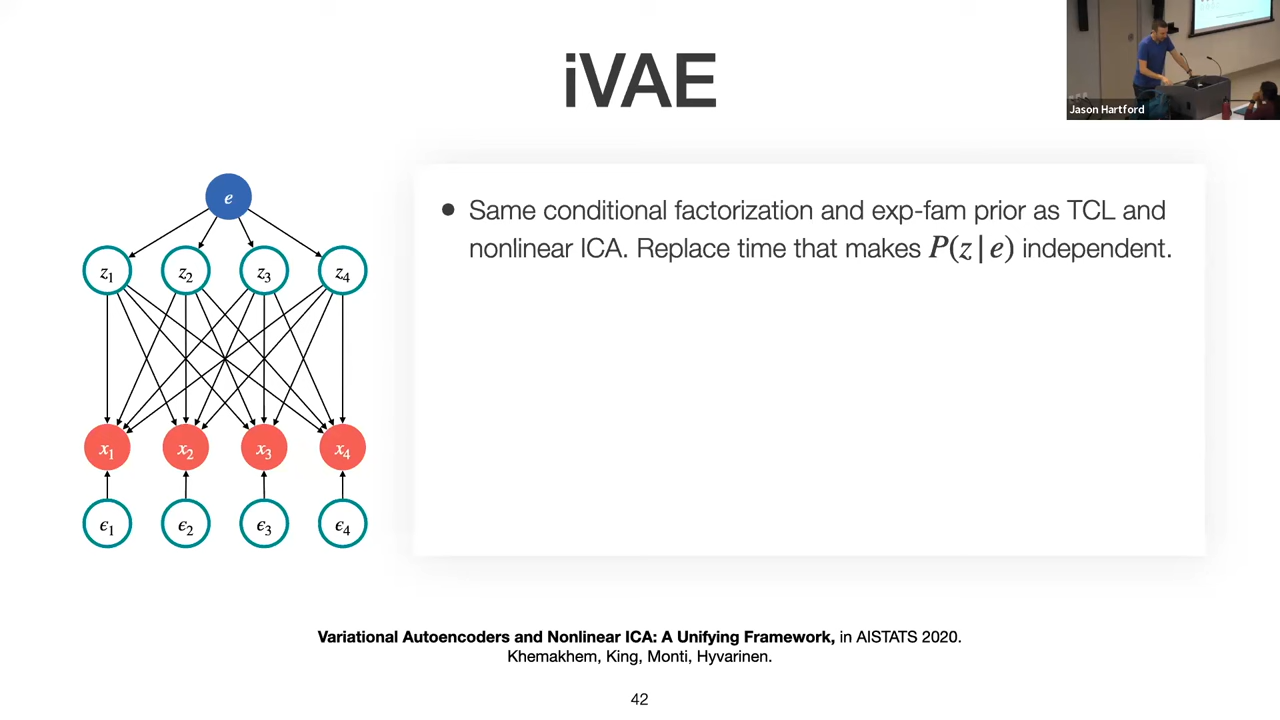 iVAE
Jason Hartford
e
z1 z2 z3 z4
x1 x2 x3 x4
ϵ1 ϵ2 ϵ3 ϵ4
• Same conditional factorization and exp-fam prior as TCL and
nonlinear ICA. Replace time that makes P(z|e) independent.
Variational Autoencoders and Nonlinear ICA: A Unifying Framework, in AISTATS 2020.
Khemakhem, King, Monti, Hyvarinen.
42